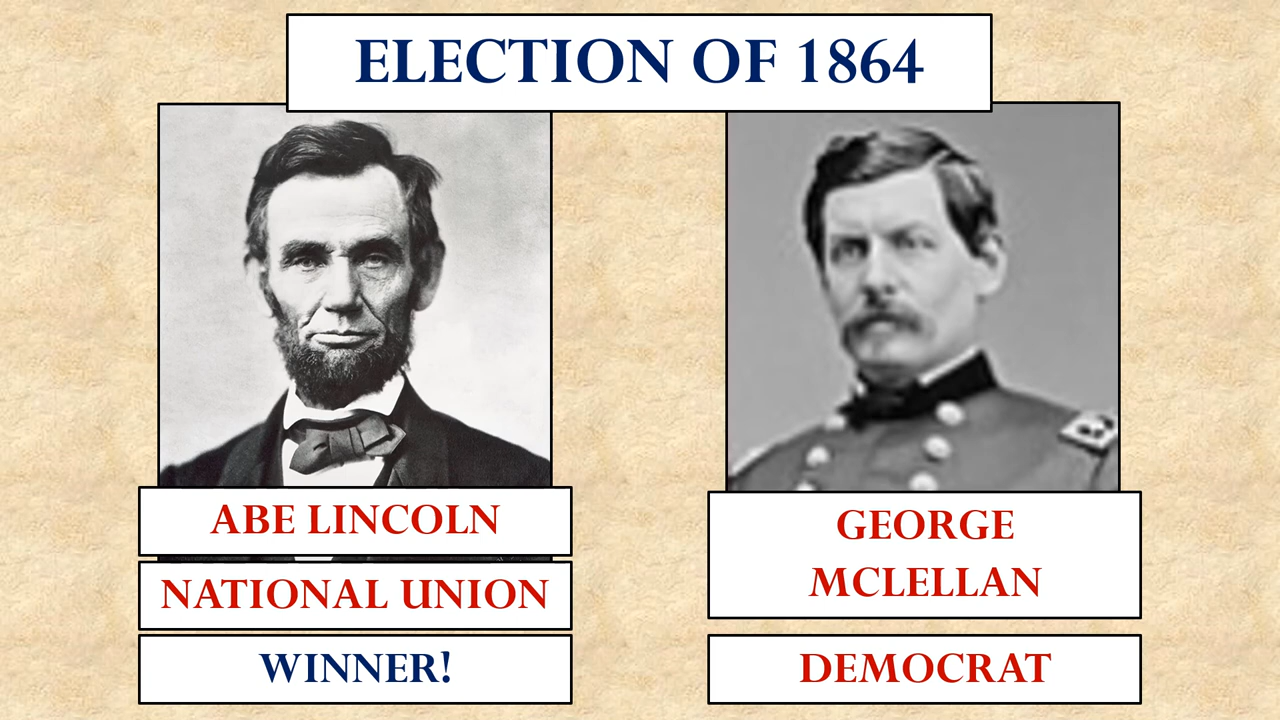 ELECTION OF 1864
ABE LINCOLN
NATIONAL UNION
WINNER!
GEORGE
MCLELLAN
DEMOCRAT